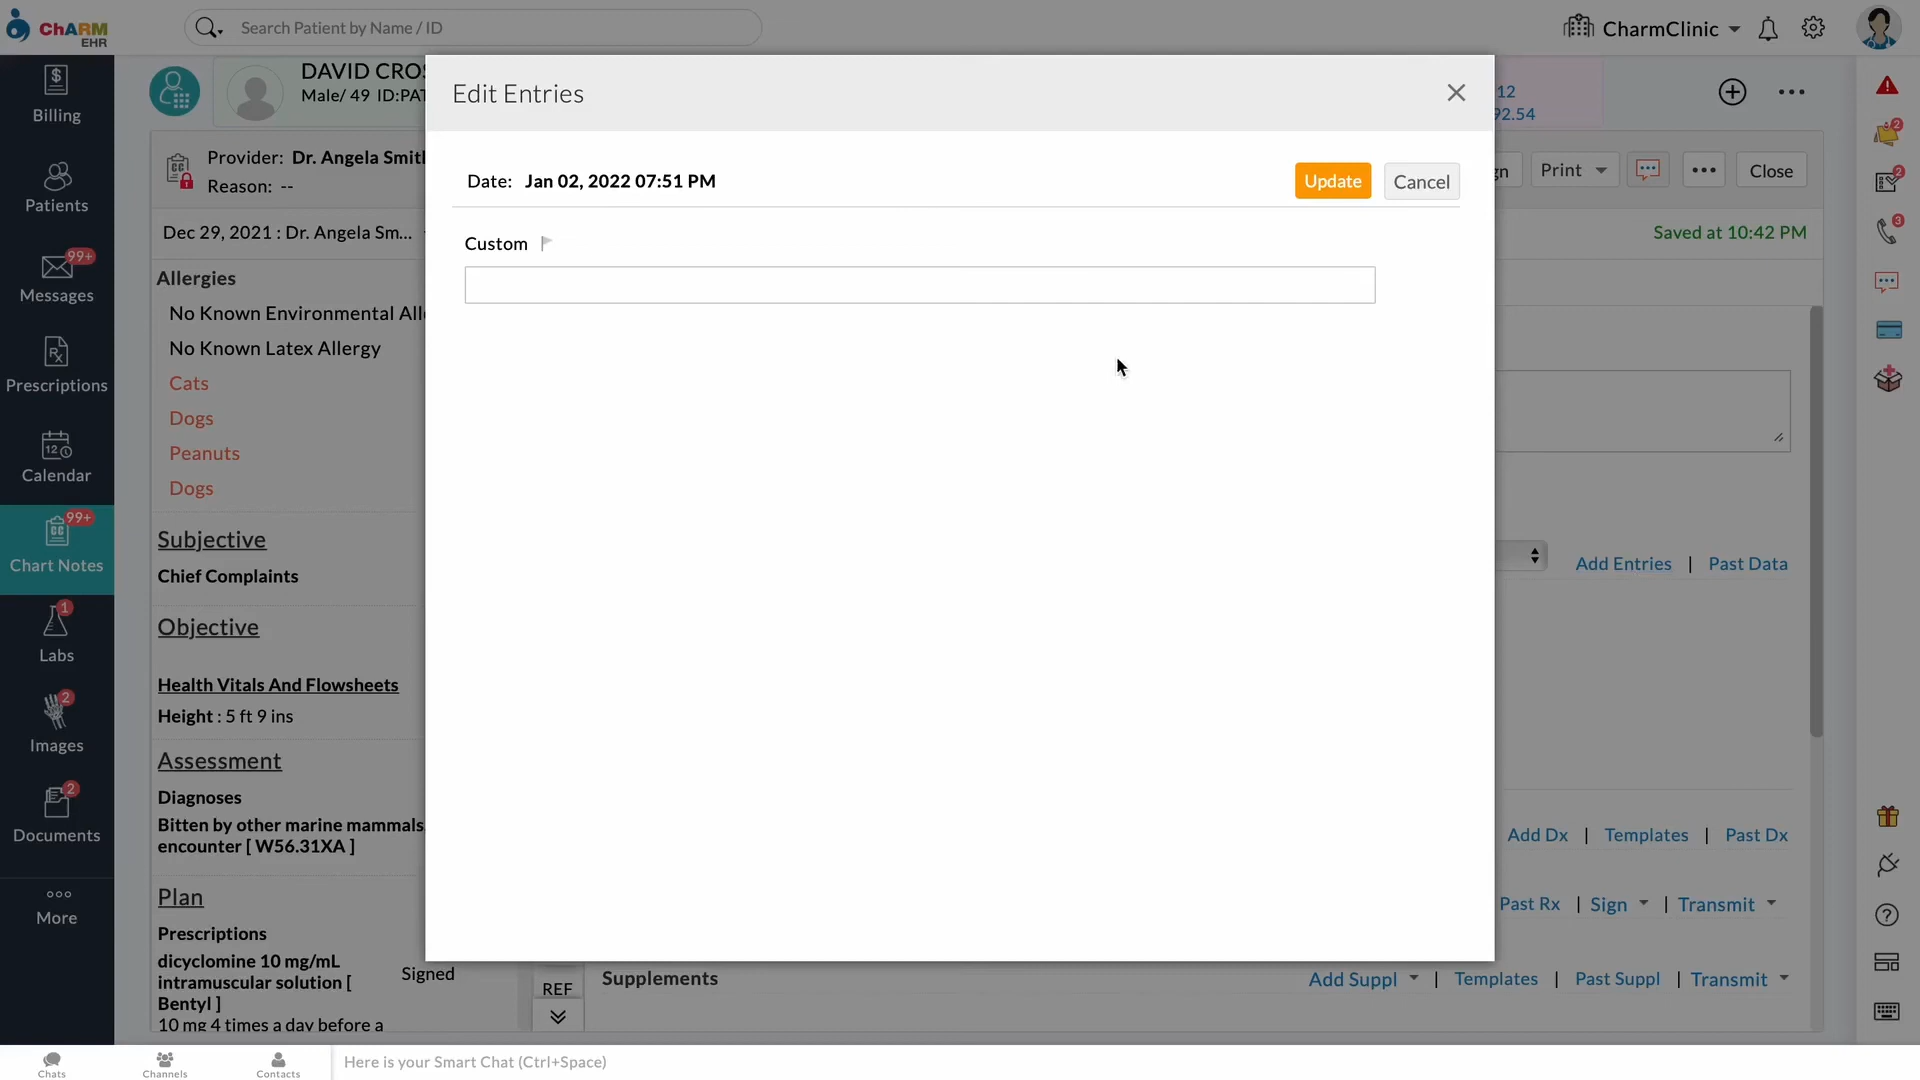 ChARM
EHR
Search Patient by Name / ID
CharmClinic
Billing
Patients
99+
Messages
Prescriptions
Calendar
99+
Chart Notes
1
Labs
2
Images
2
Documents
More
DAVID CROS
Male/ 49 ID:PAT
12
92.54
Provider: Dr. Angela Smith
Reason: --
gn
Print
Close
Dec 29, 2021 : Dr. Angela Sm...
Saved at 10:42 PM
Allergies
No Known Environmental All
No Known Latex Allergy
Cats
Dogs
Peanuts
Dogs
Subjective
Chief Complaints
Objective
Health Vitals And Flowsheets
Height : 5 ft 9 ins
Assessment
Diagnoses
Bitten by other marine mammals,
encounter [ W56.31XA ]
Plan
Prescriptions
dicyclomine 10 mg/mL
intramuscular solution [
Bentyl ]
Signed
10 mg 4 times a day before a
Edit Entries
Date: Jan 02, 2022 07:51 PM
Update
Cancel
Custom
Add Entries | Past Data
Add Dx | Templates | Past Dx
Past Rx | Sign | Transmit
REF
Supplements
Add Suppl | Templates | Past Suppl | Transmit
2
2
3
Chats
Channels
Contacts
Here is your Smart Chat (Ctrl+Space)